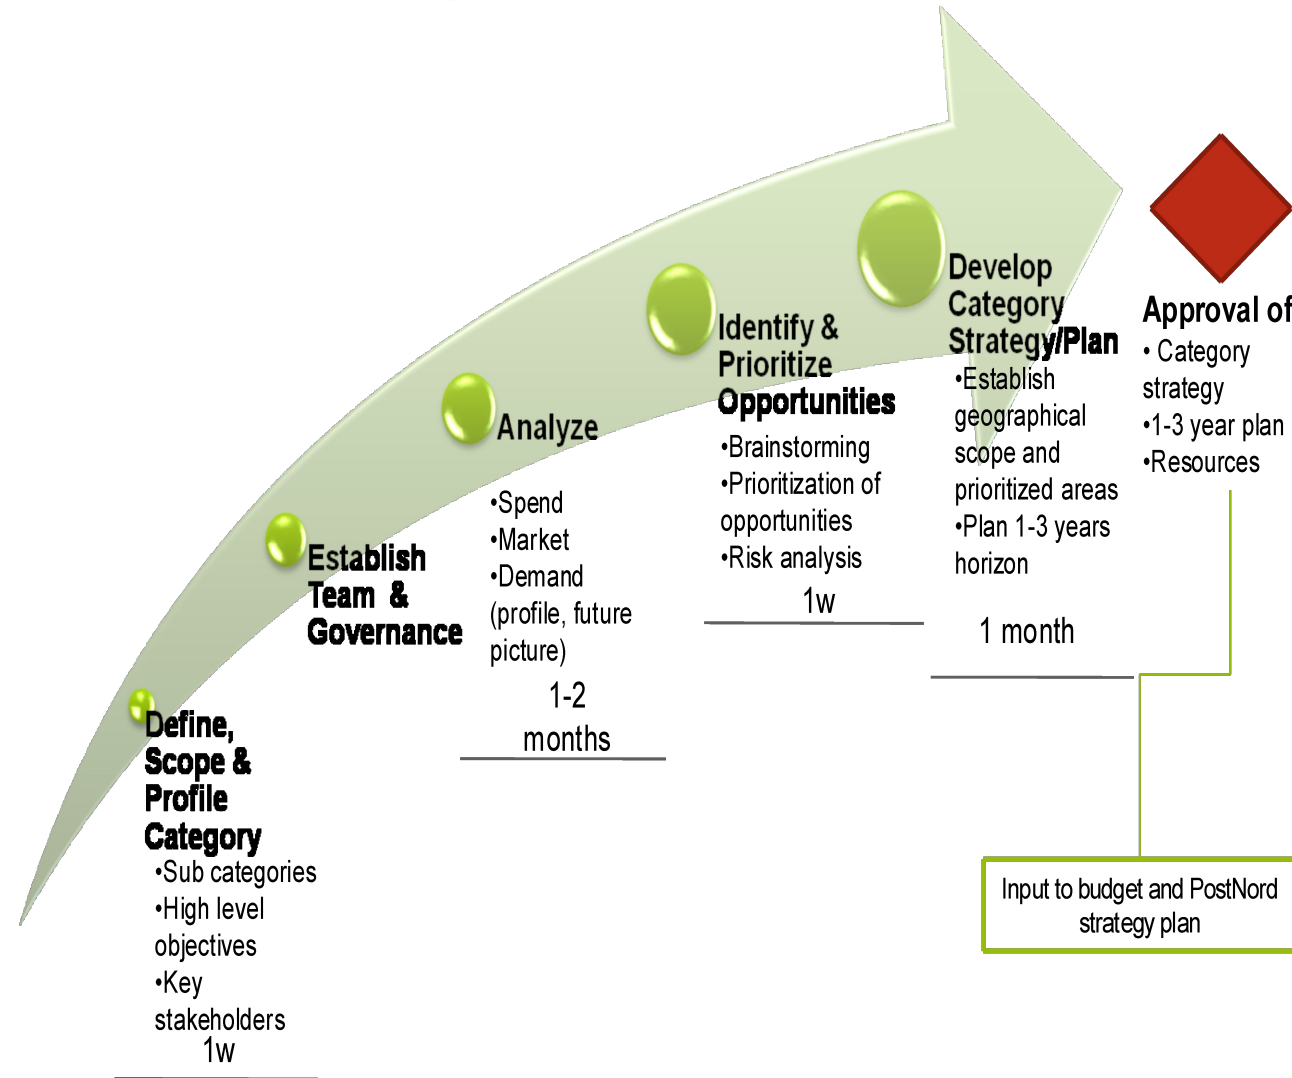 Define,
Scope &
Profile
Category
•Sub categories
•High level
objectives
•Key
stakeholders
1w
Establish
Team & 
Governance
Analyze
•Spend
•Market
•Demand
(profile, future
picture)
1-2
months
Identify &
Prioritize
Opportunities
•Brainstorming
•Prioritization of
opportunities
•Risk analysis
1w
Develop
Category
Strategy/Plan
•Establish
geographical
scope and
prioritized areas
•Plan 1-3 years
horizon
1 month
Approval of
• Category
strategy
•1-3 year plan
•Resources
Input to budget and PostNord
strategy plan